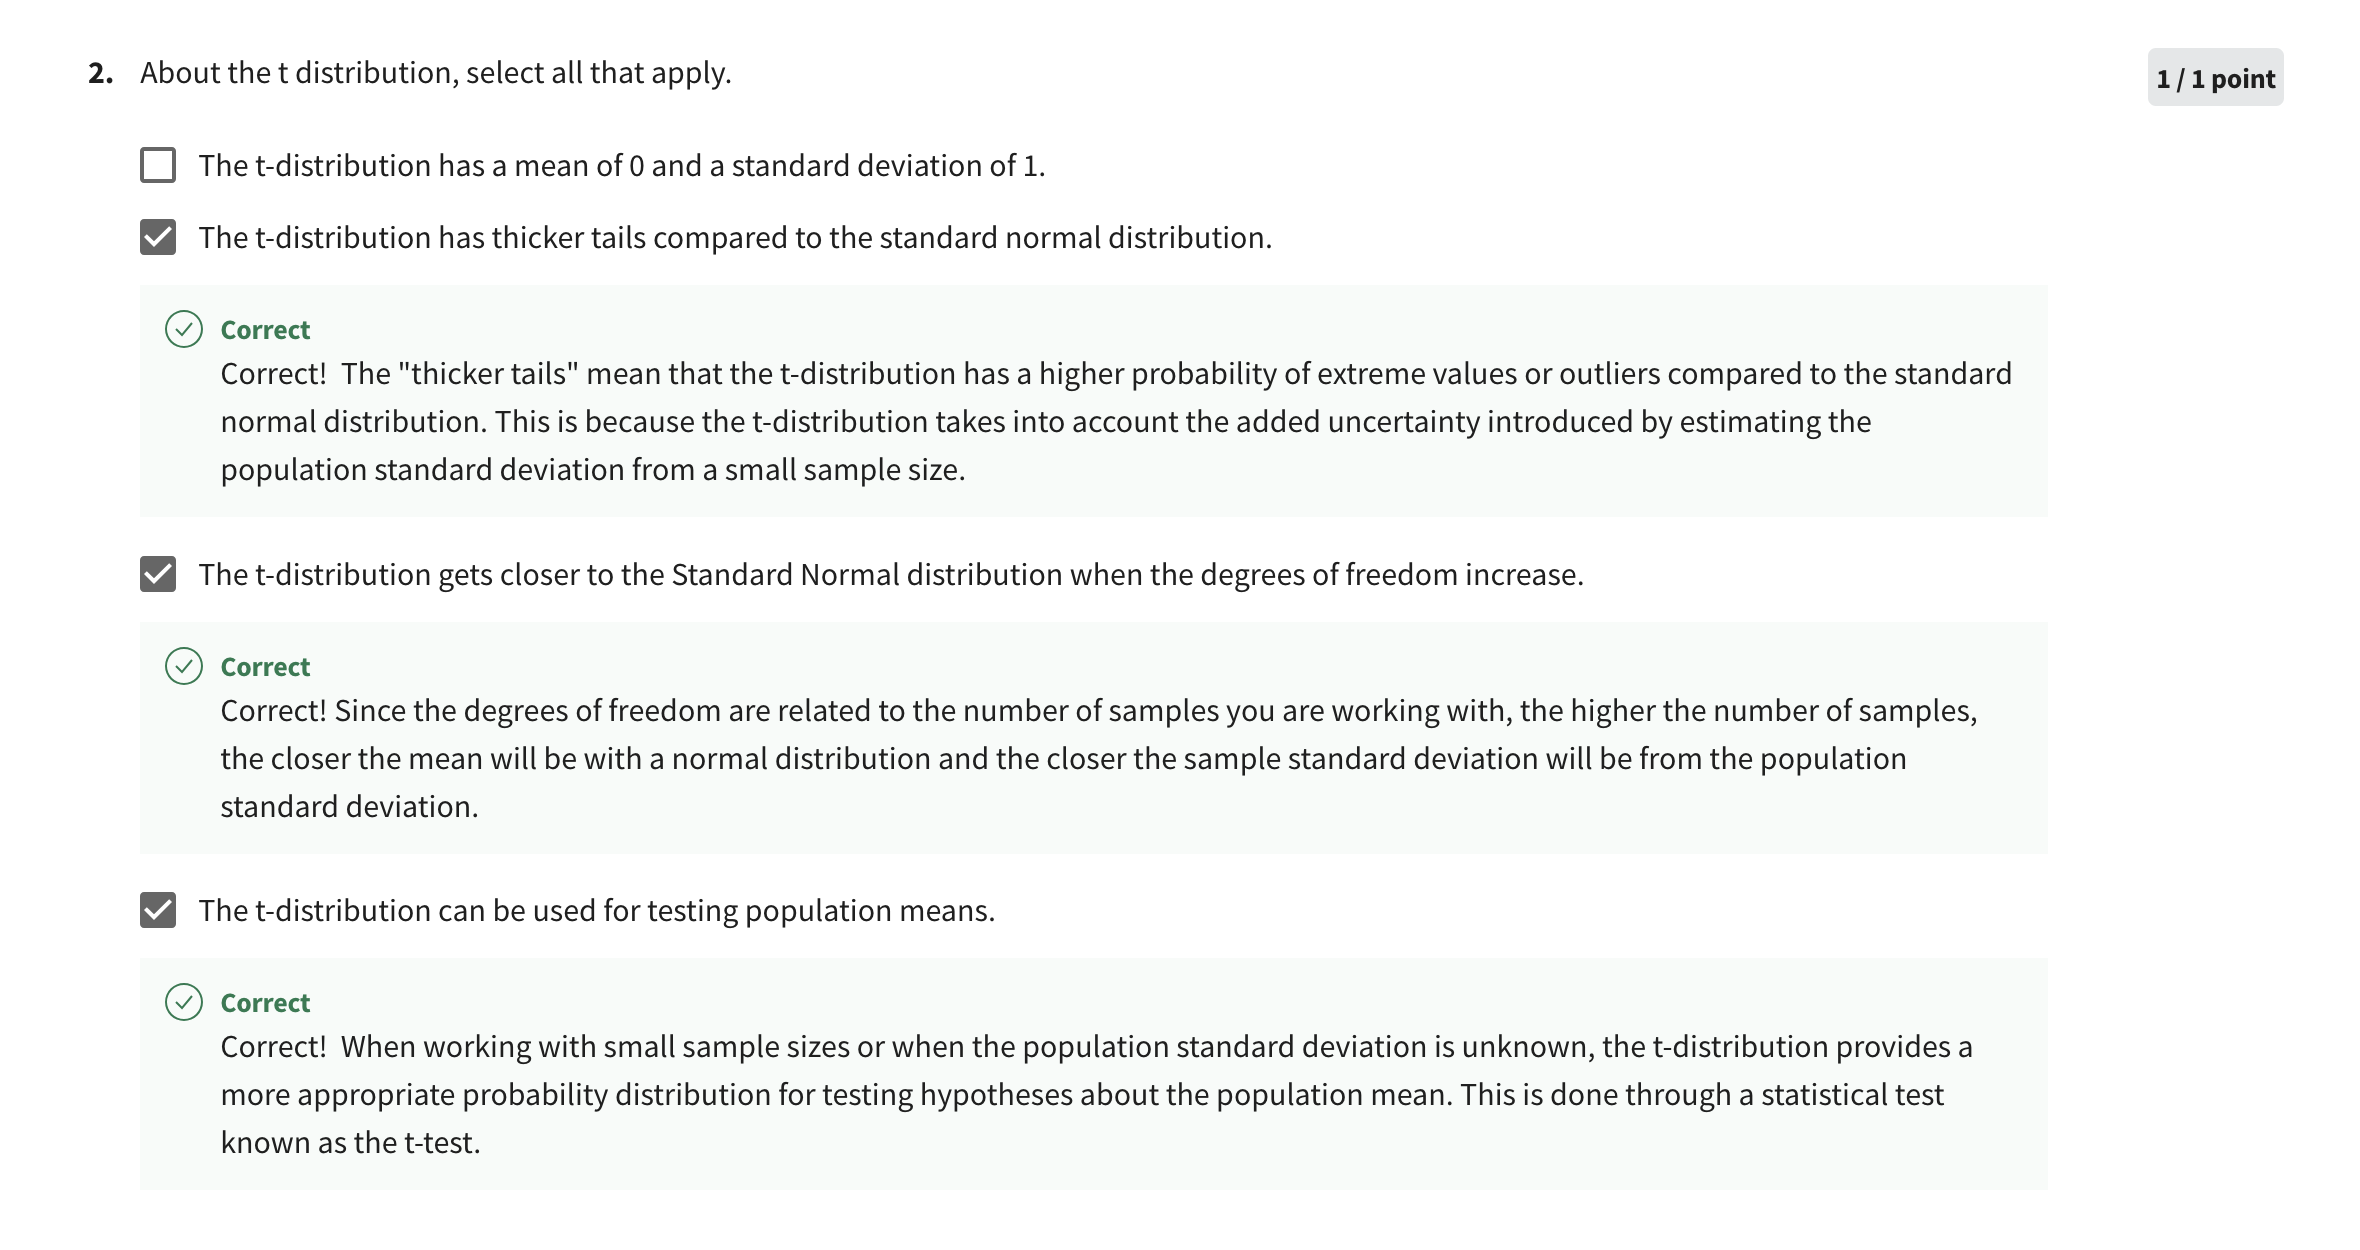 2. About the t distribution, select all that apply.
1 / 1 point
The t-distribution has a mean of 0 and a standard deviation of 1.
The t-distribution has thicker tails compared to the standard normal distribution.
Correct
Correct!  The "thicker tails" mean that the t-distribution has a higher probability of extreme values or outliers compared to the standard
normal distribution. This is because the t-distribution takes into account the added uncertainty introduced by estimating the
population standard deviation from a small sample size.
The t-distribution gets closer to the Standard Normal distribution when the degrees of freedom increase.
Correct
Correct! Since the degrees of freedom are related to the number of samples you are working with, the higher the number of samples,
the closer the mean will be with a normal distribution and the closer the sample standard deviation will be from the population
standard deviation.
The t-distribution can be used for testing population means.
Correct
Correct!  When working with small sample sizes or when the population standard deviation is unknown, the t-distribution provides a
more appropriate probability distribution for testing hypotheses about the population mean. This is done through a statistical test
known as the t-test.